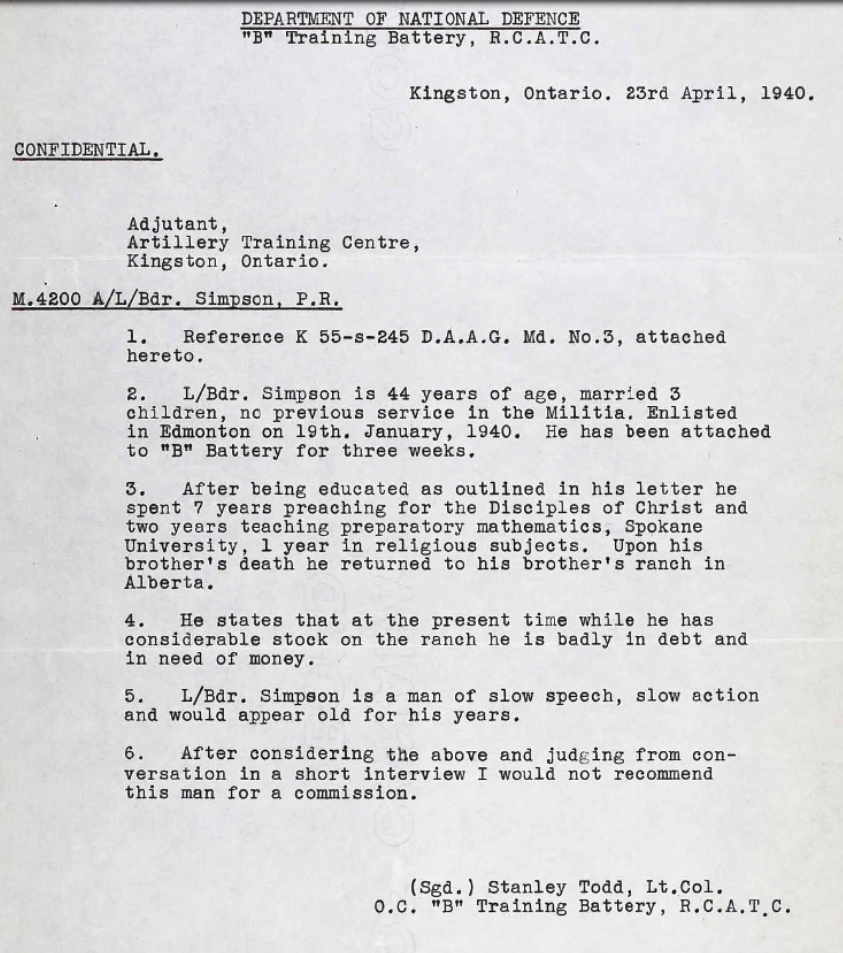 DEPARTMENT OF NATIONAL DEFENCE
"B" Training Battery, R.C.A.T.C.
Kingston, Ontario. 23rd April, 1940.
CONFIDENTIAL.
Adjutant,
Artillery Training Centre,
Kingston, Ontario.
M.4200 A/L/Bdr. Simpson, P.R.
1. Reference K 55-s-245 D.A.A.G. Md. No.3, attached
hereto.
2. L/Bdr. Simpson is 44 years of age, married 3
children, no previous service in the Militia. Enlisted
in Edmonton on 19th. January, 1940. He has been attached
to "B" Battery for three weeks.
3. After being educated as outlined in his letter he
spent 7 years preaching for the Disciples of Christ and
two years teaching preparatory mathematics, Spokane
University, 1 year in religious subjects. Upon his
brother's death he returned to his brother's ranch in
Alberta.
4. He states that at the present time while he has
considerable stock on the ranch he is badly in debt and
in need of money.
5. L/Bdr. Simpson is a man of slow speech, slow action
and would appear old for his years.
6. After considering the above and judging from con-
versation in a short interview I would not recommend
this man for a commission.
(Sgd.) Stanley Todd, Lt.Col.
O.C. "B" Training Battery, R.C.A.T.C.